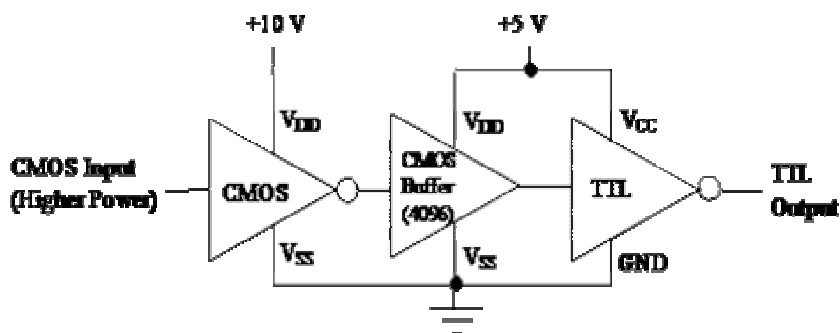 +10 V
+5 V
VDD
VDD
VCC
CMOS Input
(Higher Power)
CMOS
CMOS
Buffer
(4096)
TTL
TTL
Output
VSS
VSS
GND